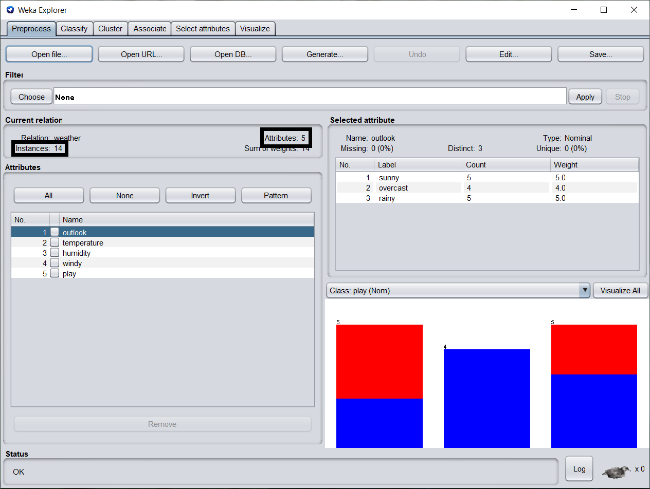 Weka Explorer
Preprocess Classify Cluster Associate Select attributes Visualize
Open file... Open URL... Open DB... Generate... Undo Edit... Save...
Filter
Choose None Apply Stop
Current relation
Relation: weather Attributes: 5
Instances: 14 Sum of weights: 14
Selected attribute
Name: outlook Type: Nominal
Missing: 0 (0%) Distinct: 3 Unique: 0 (0%)
No. Label Count Weight
1 sunny 5 5.0
2 overcast 4 4.0
3 rainy 5 5.0
Attributes
All None Invert Pattern
No. Name
1 outlook
2 temperature
3 humidity
4 windy
5 play
Remove
Class: play (Nom) Visualize All
5 4 5
Status
OK
Log x 0